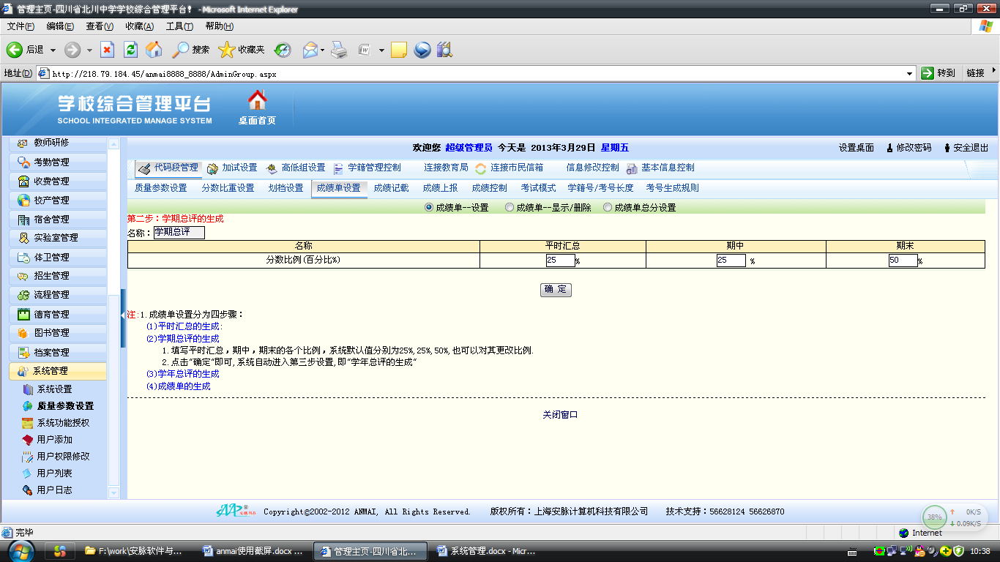 管理主页-四川省北川中学学校综合管理平台！ - Microsoft Internet Explorer
文件(F) 编辑(E) 查看(V) 收藏(A) 工具(T) 帮助(H)
后退 搜索 收藏夹
地址(D) http://218.79.184.45/anmai8888_8888/AdminGroup.aspx 转到 链接
学校综合管理平台
SCHOOL INTEGRATED MANAGE SYSTEM
桌面首页
欢迎您 超级管理员 今天是 2013年3月29日 星期五 设置桌面 修改密码 安全退出
代码段管理 加试设置 高低组设置 学籍管理控制 连接教育局 连接市民信箱 信息修改控制 基本信息控制
质量参数设置 分数比重设置 划档设置 成绩单设置 成绩记载 成绩上报 成绩控制 考试模式 学籍号/考号长度 考号生成规则
成绩单--设置 成绩单--显示/删除 成绩单总分设置
教师研修
考勤管理
收费管理
校产管理
宿舍管理
实验室管理
体卫管理
招生管理
流程管理
德育管理
图书管理
档案管理
系统管理
系统设置
质量参数设置
系统功能授权
用户添加
用户权限修改
用户列表
用户日志
第二步：学期总评的生成
名称：学期总评
名称 平时汇总 期中 期末
分数比例(百分比%) 25% 25 % 50%
确 定
注:1.成绩单设置分为四步骤：
(1)平时汇总的生成:
(2)学期总评的生成
1.填写平时汇总，期中，期末的各个比例，系统默认值分别为25%,25%,50%,也可以对其更改比例.
2.点击“确定”即可,系统自动进入第三步设置,即“学年总评的生成”
(3)学年总评的生成
(4)成绩单的生成
关闭窗口
Copyright©2002-2012 ANMAI, All Rights Reserved. 版权所有：上海安脉计算机科技有限公司 技术支持：56628124 56626870
38% 0K/S
0.09K/S
完毕 Internet
F:\work\安脉软件与... anmai使用截屏.docx ... 管理主页-四川省北... 系统管理.docx - Micr... 10:38